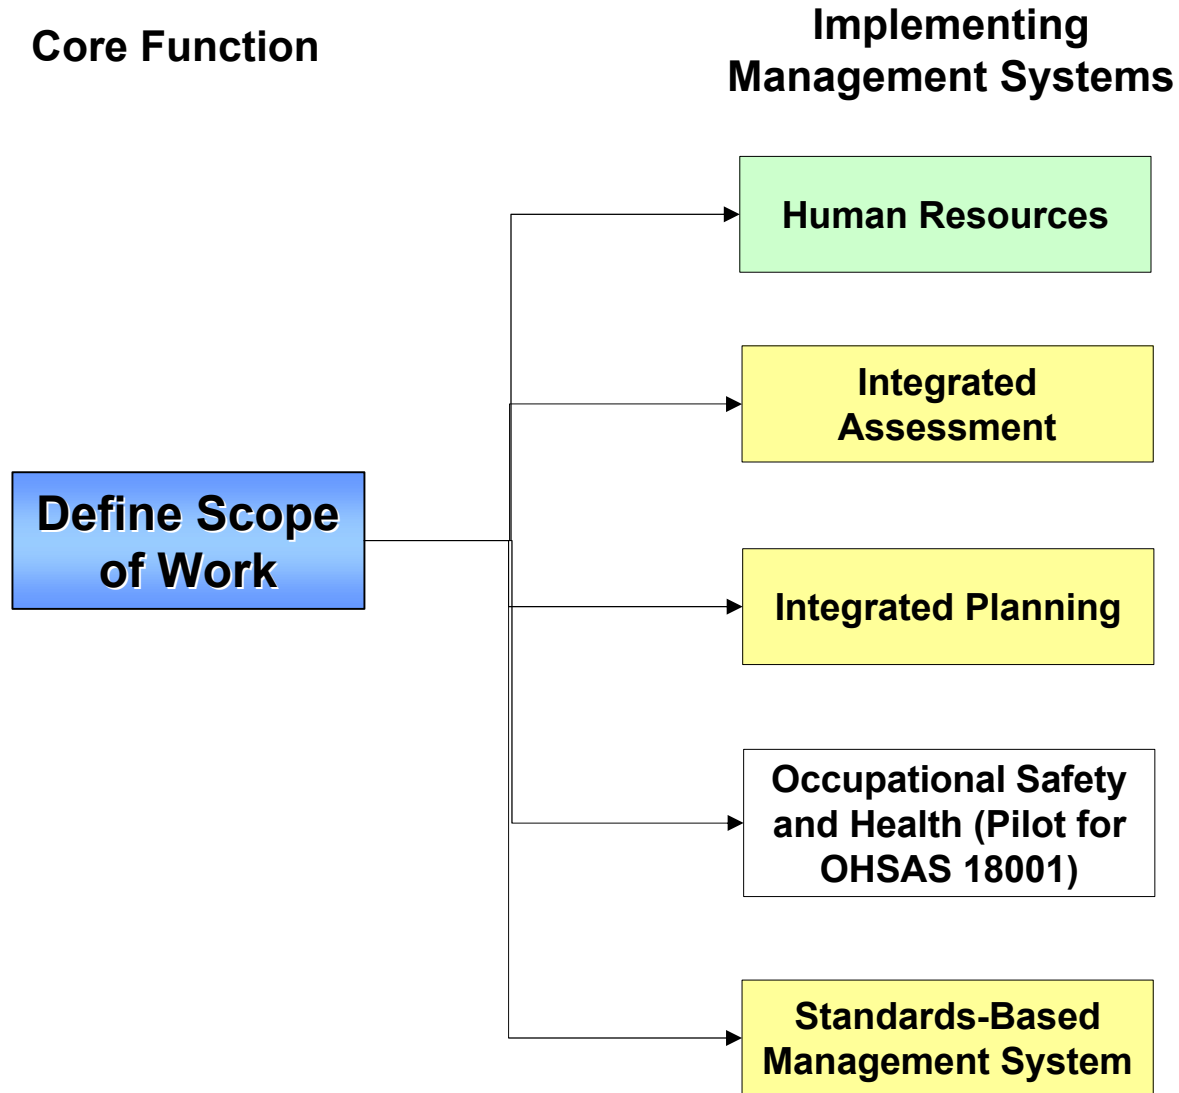 Core Function
Implementing
Management Systems
Human Resources
Integrated
Assessment
Define Scope
of Work
Integrated Planning
Occupational Safety
and Health (Pilot for
OHSAS 18001)
Standards-Based
Management System